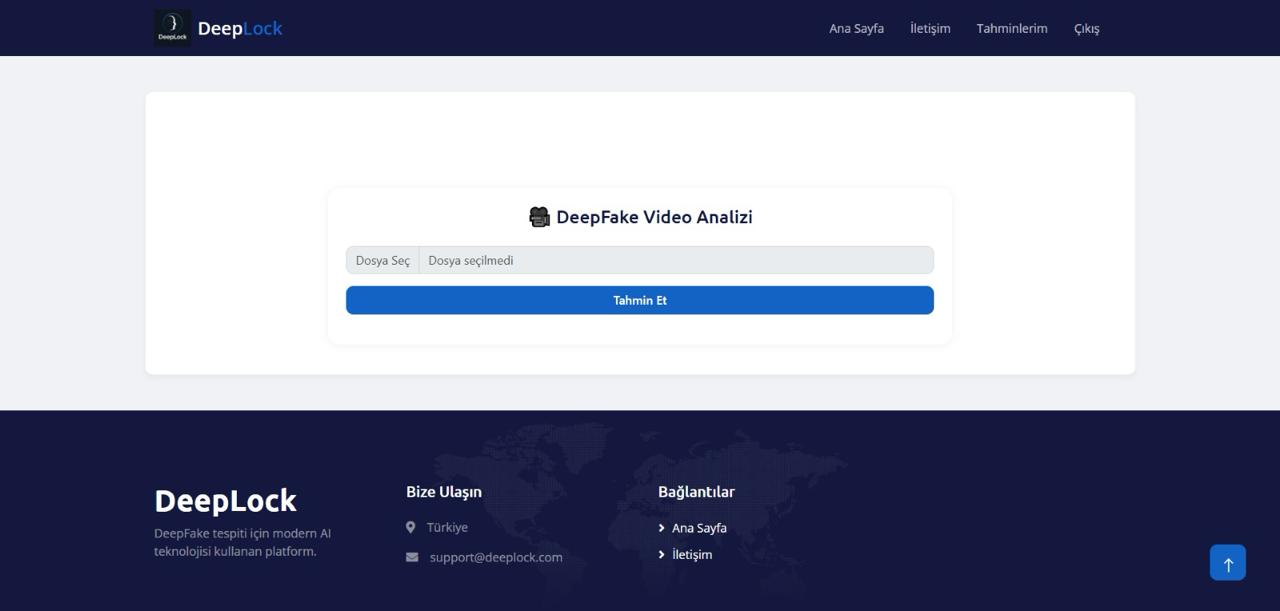 DeepLock
DeepLock
Ana Sayfa
İletişim
Tahminlerim
Çıkış
DeepFake Video Analizi
Dosya Seç
Dosya seçilmedi
Tahmin Et
DeepLock
DeepFake tespiti için modern AI
teknolojisi kullanan platform.
Bize Ulaşın
Türkiye
support@deeplock.com
Bağlantılar
Ana Sayfa
İletişim